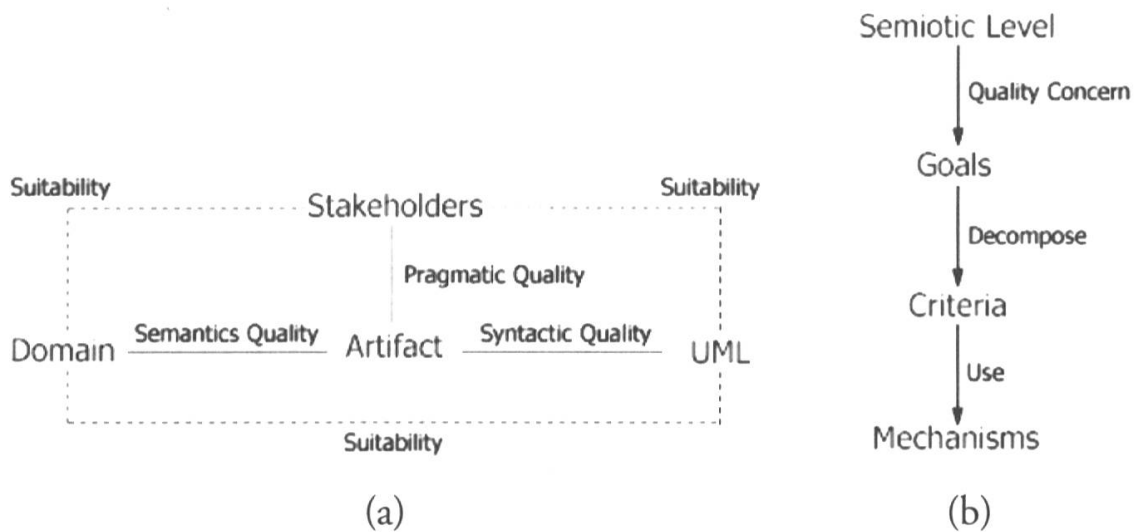 Semiotic Level
Quality Concern
Goals
Decompose
Criteria
Use
Mechanisms
(b)
Suitability
Suitability
Stakeholders
Pragmatic Quality
Domain
Semantics Quality
Artifact
Syntactic Quality
UML
Suitability
(a)